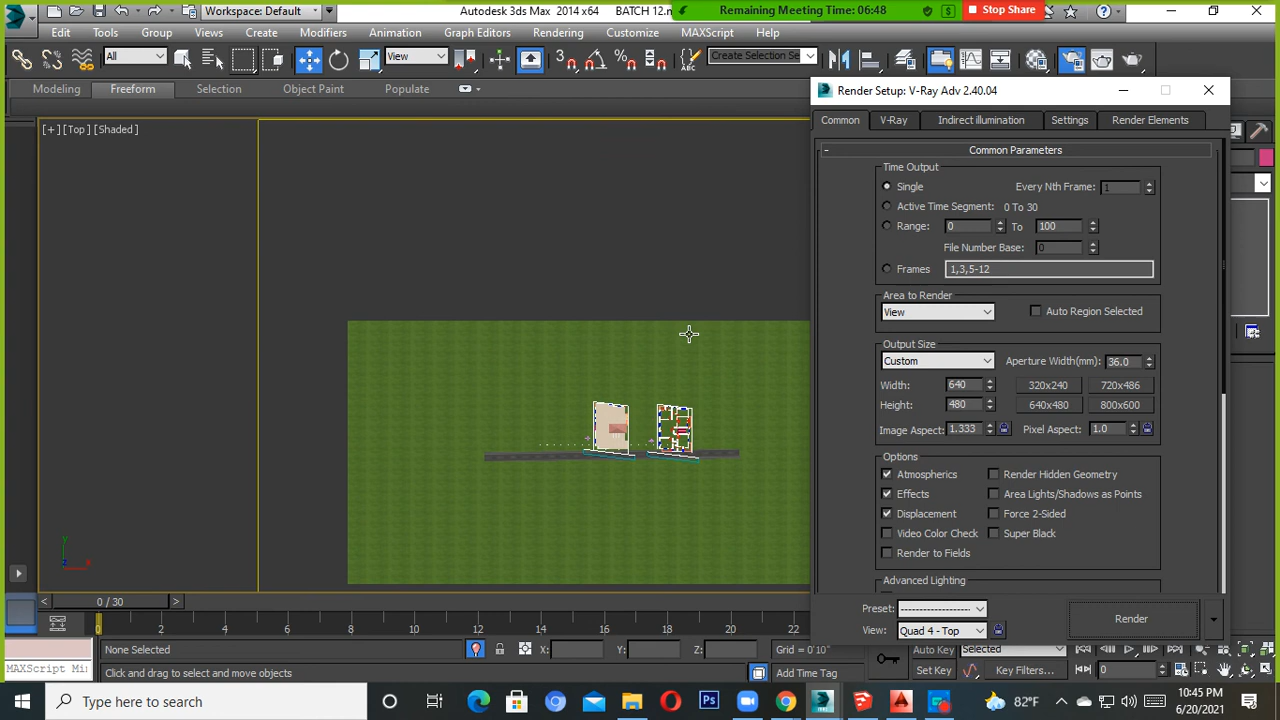 Workspace: Default
Autodesk 3ds Max 2014 x64 BATCH 12.m
Remaining Meeting Time: 06:48
Stop Share
Edit Tools Group Views Create Modifiers Animation Graph Editors Rendering Customize MAXScript Help
All
View
Create Selection Se
Modeling Freeform Selection Object Paint Populate
[+] [Top] [Shaded]
Render Setup: V-Ray Adv 2.40.04
Common V-Ray Indirect illumination Settings Render Elements
- Common Parameters
Time Output
Single Every Nth Frame: 1
Active Time Segment: 0 To 30
Range: 0 To 100
File Number Base: 0
Frames 1,3,5-12
Area to Render
View Auto Region Selected
Output Size
Custom Aperture Width(mm): 36.0
Width: 640 320x240 720x486
Height: 480 640x480 800x600
Image Aspect: 1.333 Pixel Aspect: 1.0
Options
Atmospherics Render Hidden Geometry
Effects Area Lights/Shadows as Points
Displacement Force 2-Sided
Video Color Check Super Black
Render to Fields
Advanced Lighting
Preset: --------------------
View: Quad 4 - Top
Render
y
x
z
< 0 / 30 >
0 2 4 6 8 10 12 14 16 18 20 22
None Selected X: Y: Z: Grid = 0'10" Auto Key Selected
MAXScript Mi: Click and drag to select and move objects Add Time Tag Set Key Key Filters... 0
Type here to search
82°F
10:45 PM
6/20/2021